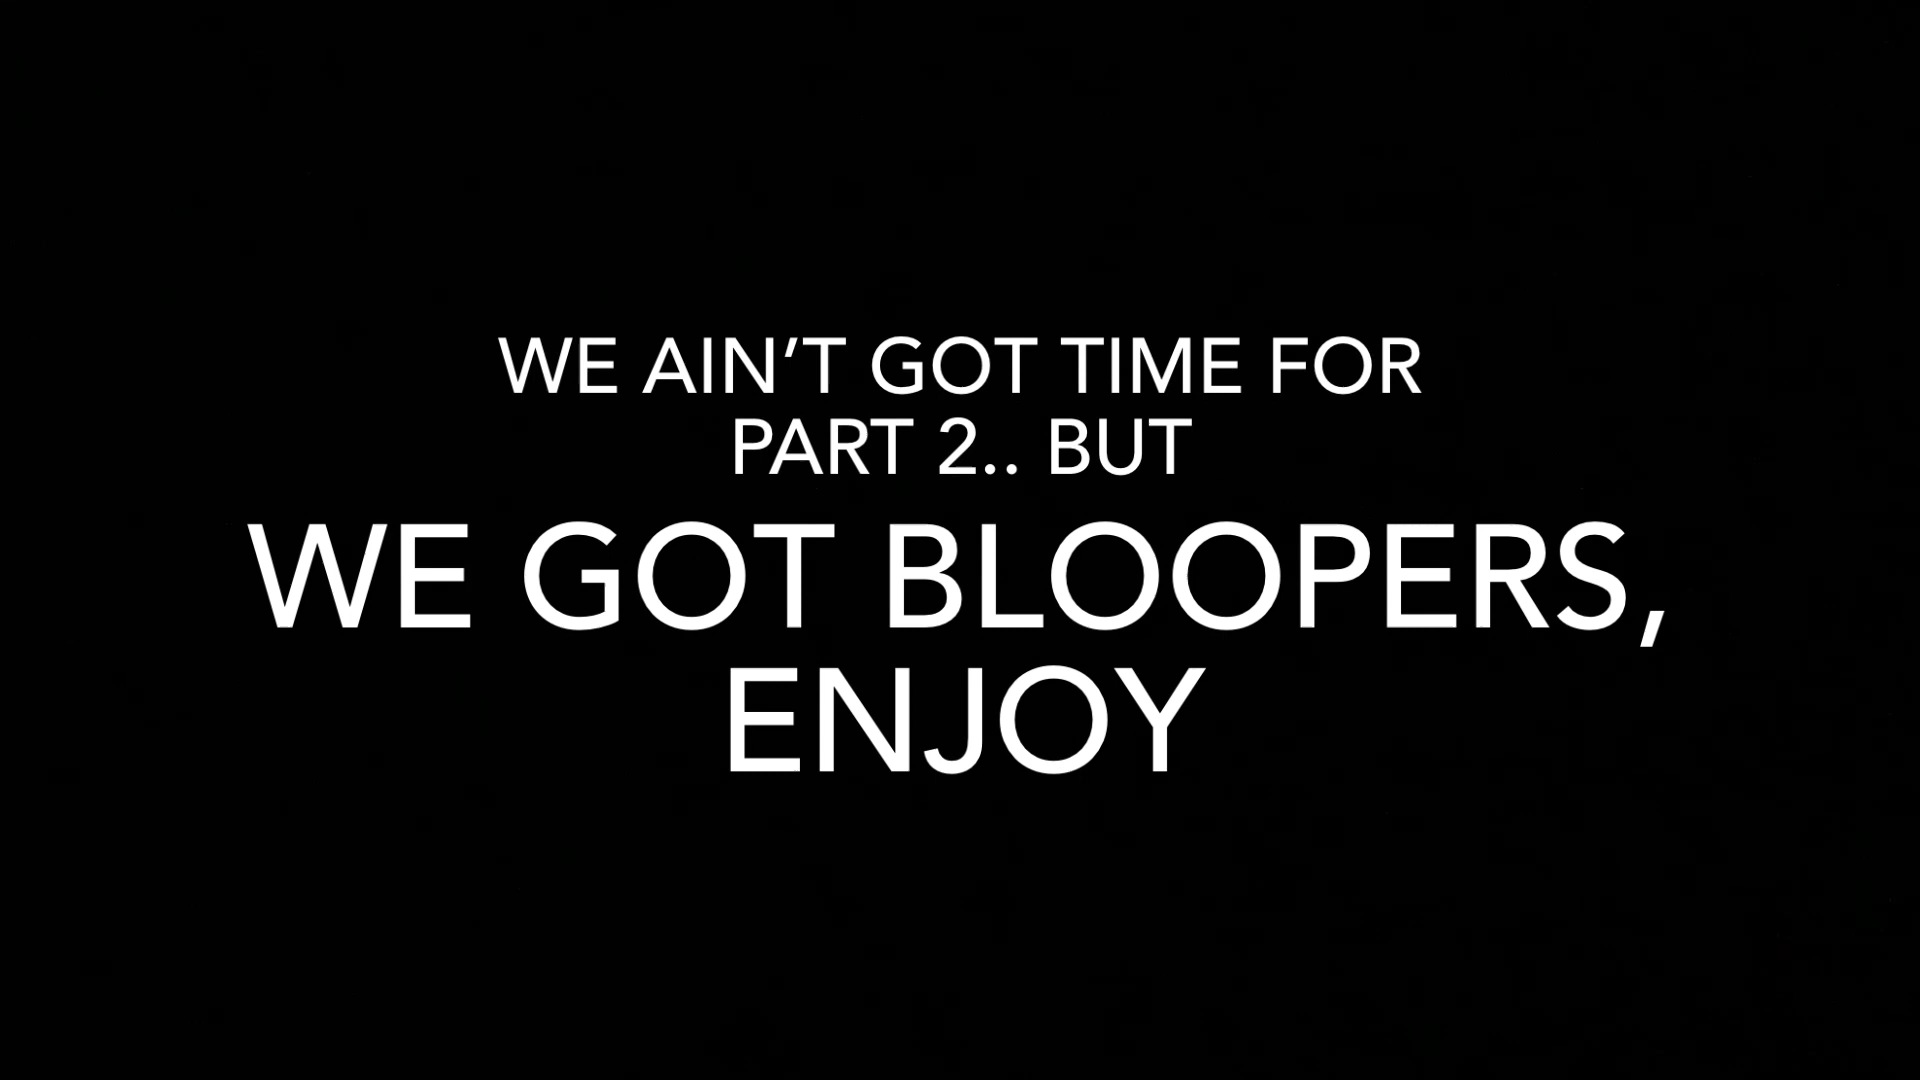 WE AIN’T GOT TIME FOR
PART 2.. BUT
WE GOT BLOOPERS,
ENJOY